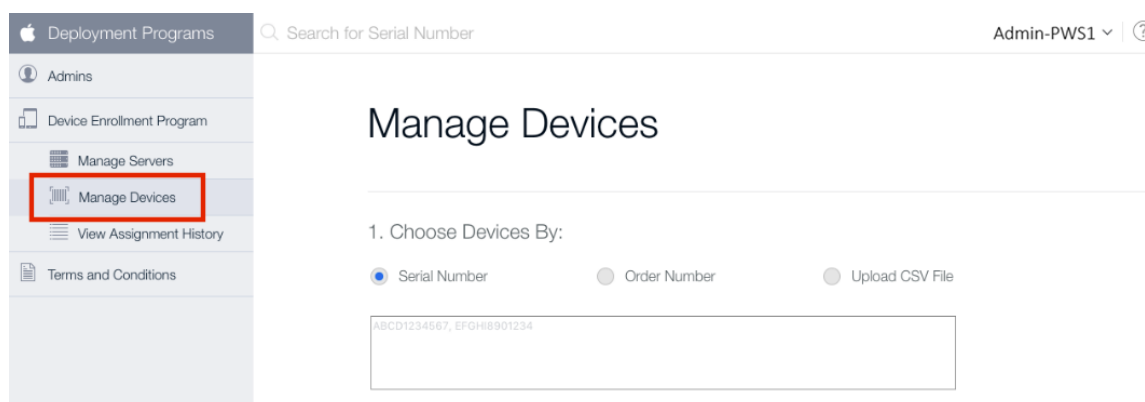 Deployment Programs
Search for Serial Number
Admin-PWS1
?
Admins
Device Enrollment Program
Manage Servers
Manage Devices
View Assignment History
Terms and Conditions
Manage Devices
1. Choose Devices By:
Serial Number
Order Number
Upload CSV File
ABCD1234567, EFGHI8901234